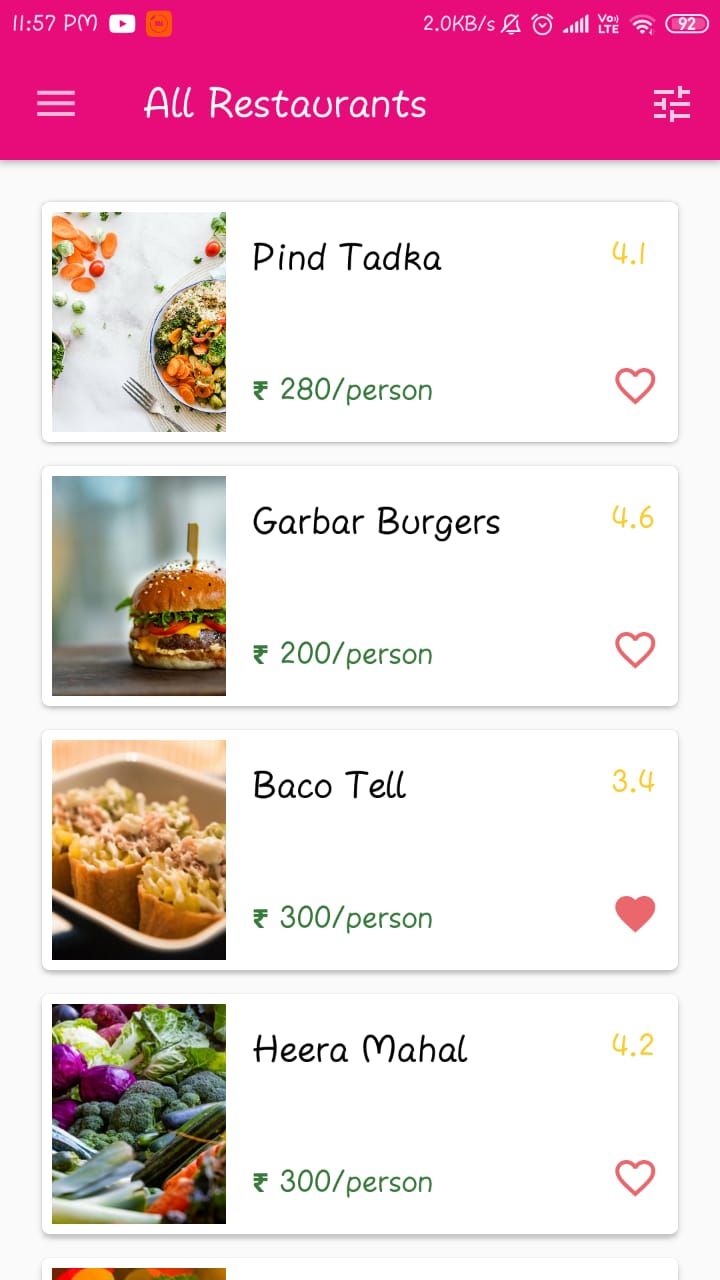 11:57 PM 2.0KB/s Vo)) LTE 92
All Restaurants
Pind Tadka 4.1
₹ 280/person
Garbar Burgers 4.6
₹ 200/person
Baco Tell 3.4
₹ 300/person
Heera Mahal 4.2
₹ 300/person